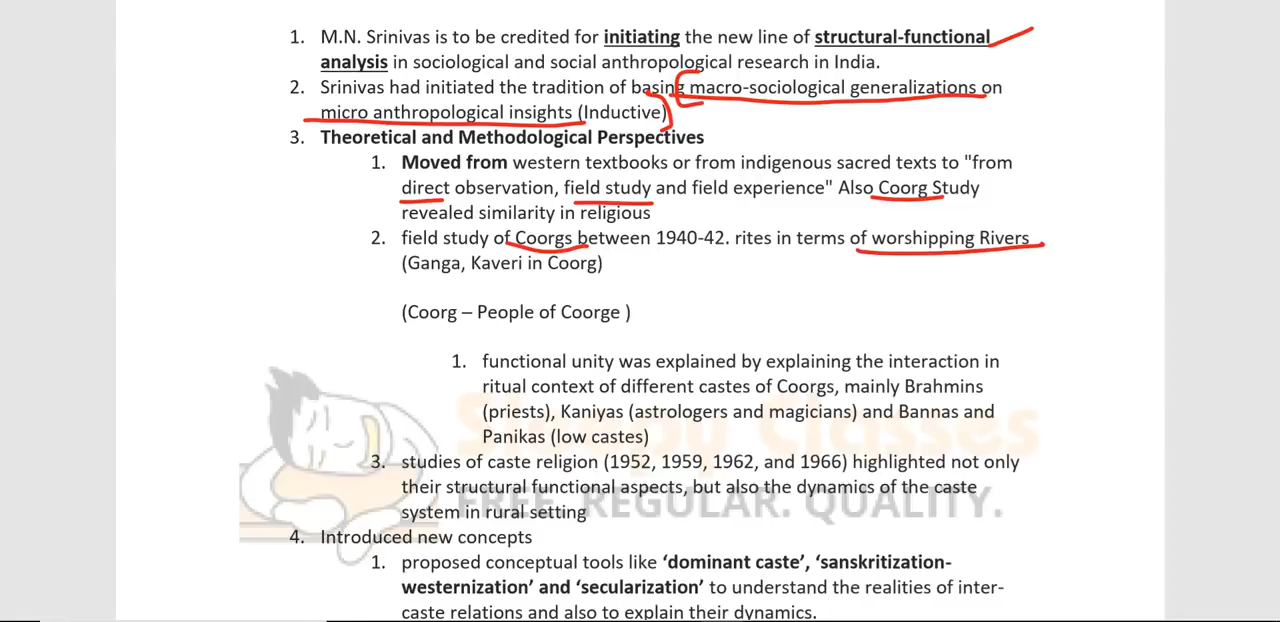 1. M.N. Srinivas is to be credited for initiating the new line of structural-functional
analysis in sociological and social anthropological research in India.
2. Srinivas had initiated the tradition of basing macro-sociological generalizations on
micro anthropological insights (Inductive)
3. Theoretical and Methodological Perspectives
1. Moved from western textbooks or from indigenous sacred texts to "from
direct observation, field study and field experience" Also Coorg Study
revealed similarity in religious
2. field study of Coorgs between 1940-42. rites in terms of worshipping Rivers
(Ganga, Kaveri in Coorg)
(Coorg – People of Coorge )
1. functional unity was explained by explaining the interaction in
ritual context of different castes of Coorgs, mainly Brahmins
(priests), Kaniyas (astrologers and magicians) and Bannas and
Panikas (low castes)
Sleepy Classes
3. studies of caste religion (1952, 1959, 1962, and 1966) highlighted not only
their structural functional aspects, but also the dynamics of the caste
system in rural setting
FREE. REGULAR. QUALITY.
4. Introduced new concepts
1. proposed conceptual tools like ‘dominant caste’, ‘sanskritization-
westernization’ and ‘secularization’ to understand the realities of inter-
caste relations and also to explain their dynamics.